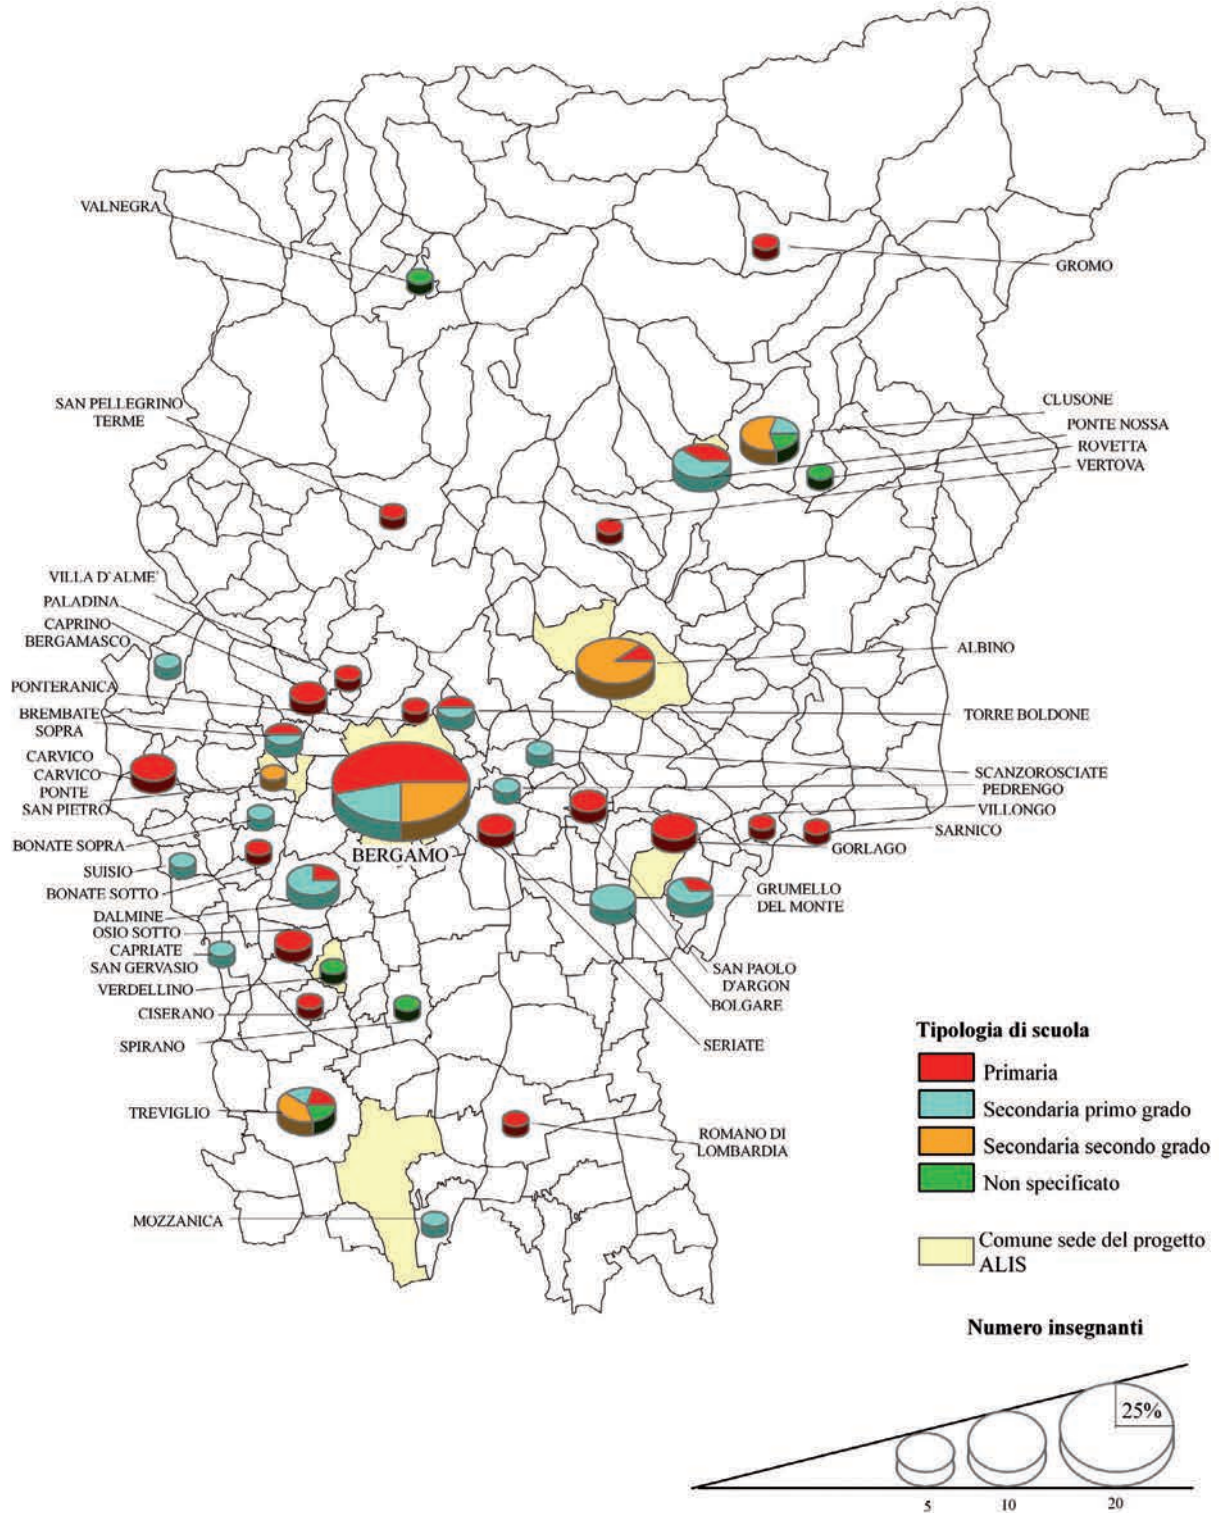 VALNEGRA
GROMO
SAN PELLEGRINO
TERME
CLUSONE
PONTE NOSSA
ROVETTA
VERTOVA
VILLA D`ALME'
PALADINA
CAPRINO
BERGAMASCO
ALBINO
PONTERANICA
BREMBATE
SOPRA
TORRE BOLDONE
CARVICO
CARVICO
PONTE
SAN PIETRO
SCANZOROSCIATE
PEDRENGO
VILLONGO
SARNICO
BONATE SOPRA
BERGAMO
GORLAGO
SUISIO
BONATE SOTTO
GRUMELLO
DEL MONTE
DALMINE
OSIO SOTTO
CAPRIATE
SAN GERVASIO
SAN PAOLO
D'ARGON
VERDELLINO
BOLGARE
CISERANO
SPIRANO
SERIATE
TREVIGLIO
ROMANO DI
LOMBARDIA
MOZZANICA
Tipologia di scuola
Primaria
Secondaria primo grado
Secondaria secondo grado
Non specificato
Comune sede del progetto
ALIS
Numero insegnanti
25%
5
10
20